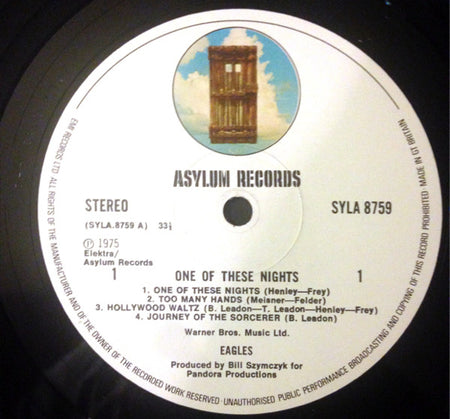 ASYLUM RECORDS
STEREO
SYLA 8759
(SYLA.8759 A) 33⅓
Ⓟ 1975
Elektra/
Asylum Records
1 ONE OF THESE NIGHTS 1
1. ONE OF THESE NIGHTS (Henley—Frey)
2. TOO MANY HANDS (Meisner—Felder)
3. HOLLYWOOD WALTZ (B. Leadon—T. Leadon—Henley—Frey)
4. JOURNEY OF THE SORCERER (B. Leadon)
Warner Bros. Music Ltd.
EAGLES
Produced by Bill Szymczyk for
Pandora Productions
EMI RECORDS LTD ALL RIGHTS OF THE MANUFACTURER AND OF THE OWNER OF THE RECORDED WORK RESERVED · UNAUTHORISED PUBLIC PERFORMANCE BROADCASTING AND COPYING OF THIS RECORD PROHIBITED · MADE IN GT BRITAIN